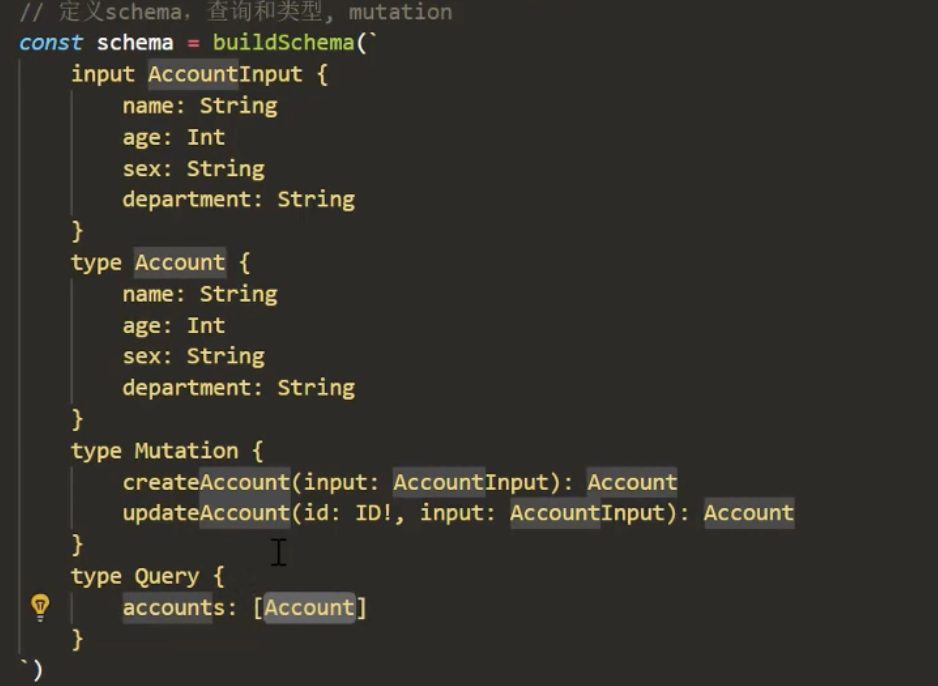 // 定义schema，查询和类型, mutation
const schema = buildSchema(`
    input AccountInput {
        name: String
        age: Int
        sex: String
        department: String
    }
    type Account {
        name: String
        age: Int
        sex: String
        department: String
    }
    type Mutation {
        createAccount(input: AccountInput): Account
        updateAccount(id: ID!, input: AccountInput): Account
    }
    type Query {
        accounts: [Account]
    }
`)